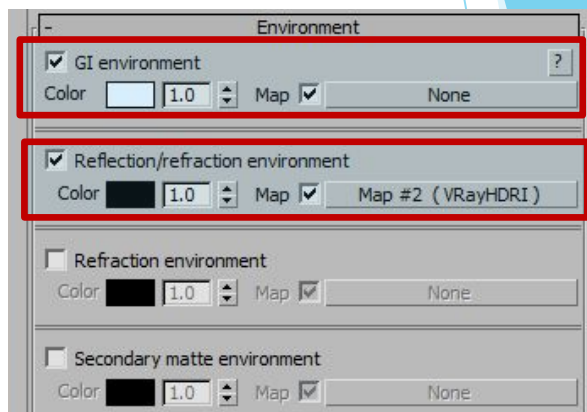 - Environment
GI environment ?
Color 1.0 Map None
Reflection/refraction environment
Color 1.0 Map Map #2 (VRayHDRI)
Refraction environment
Color 1.0 Map None
Secondary matte environment
Color 1.0 Map None